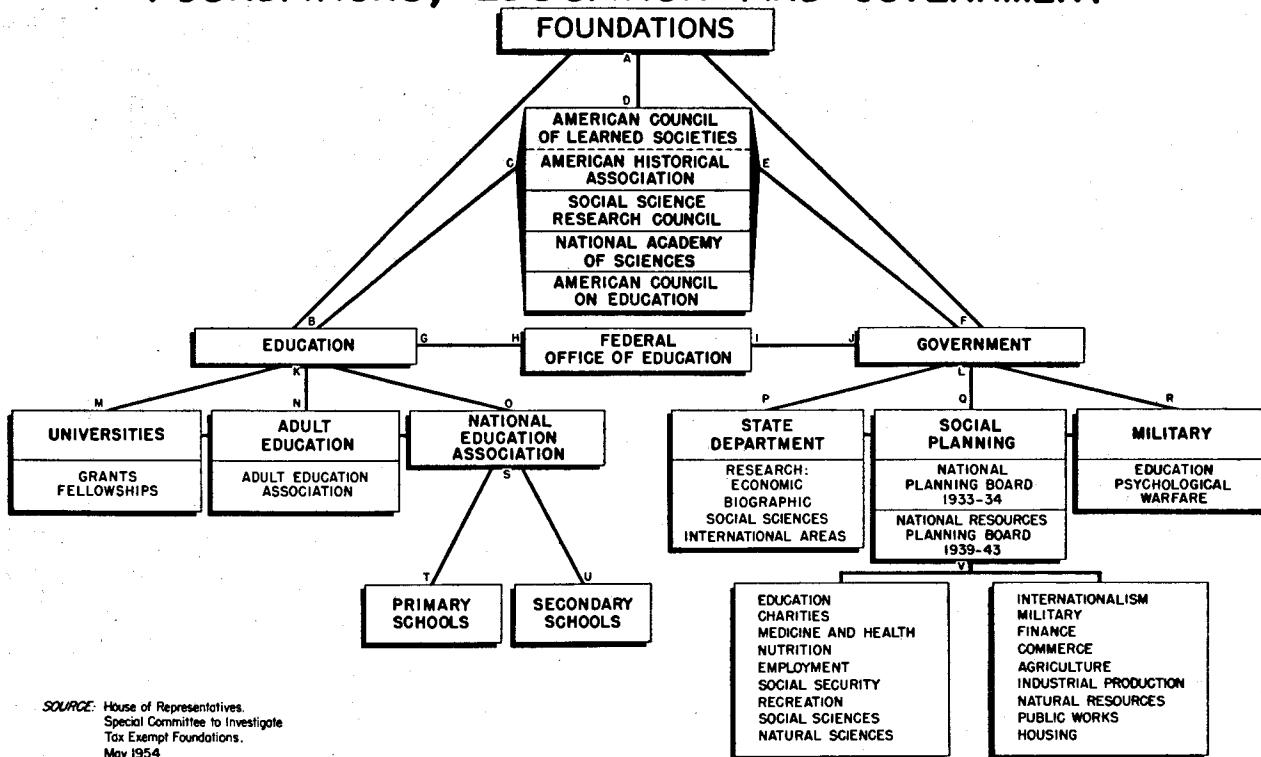 FOUNDATIONS, EDUCATION AND GOVERNMENT
FOUNDATIONS
A
D
AMERICAN COUNCIL
OF LEARNED SOCIETIES
C
AMERICAN HISTORICAL
ASSOCIATION
E
SOCIAL SCIENCE
RESEARCH COUNCIL
NATIONAL ACADEMY
OF SCIENCES
AMERICAN COUNCIL
ON EDUCATION
B
F
EDUCATION
G
H
FEDERAL
OFFICE OF EDUCATION
I
J
GOVERNMENT
K
L
M
N
O
P
Q
R
UNIVERSITIES
GRANTS
FELLOWSHIPS
ADULT
EDUCATION
ADULT EDUCATION
ASSOCIATION
NATIONAL
EDUCATION
ASSOCIATION
S
STATE
DEPARTMENT
RESEARCH:
ECONOMIC
BIOGRAPHIC
SOCIAL SCIENCES
INTERNATIONAL AREAS
SOCIAL
PLANNING
NATIONAL
PLANNING BOARD
1933-34
NATIONAL RESOURCES
PLANNING BOARD
1939-43
MILITARY
EDUCATION
PSYCHOLOGICAL
WARFARE
V
T
U
PRIMARY
SCHOOLS
SECONDARY
SCHOOLS
EDUCATION
CHARITIES
MEDICINE AND HEALTH
NUTRITION
EMPLOYMENT
SOCIAL SECURITY
RECREATION
SOCIAL SCIENCES
NATURAL SCIENCES
INTERNATIONALISM
MILITARY
FINANCE
COMMERCE
AGRICULTURE
INDUSTRIAL PRODUCTION
NATURAL RESOURCES
PUBLIC WORKS
HOUSING
SOURCE: House of Representatives.
Special Committee to Investigate
Tax Exempt Foundations.
May 1954